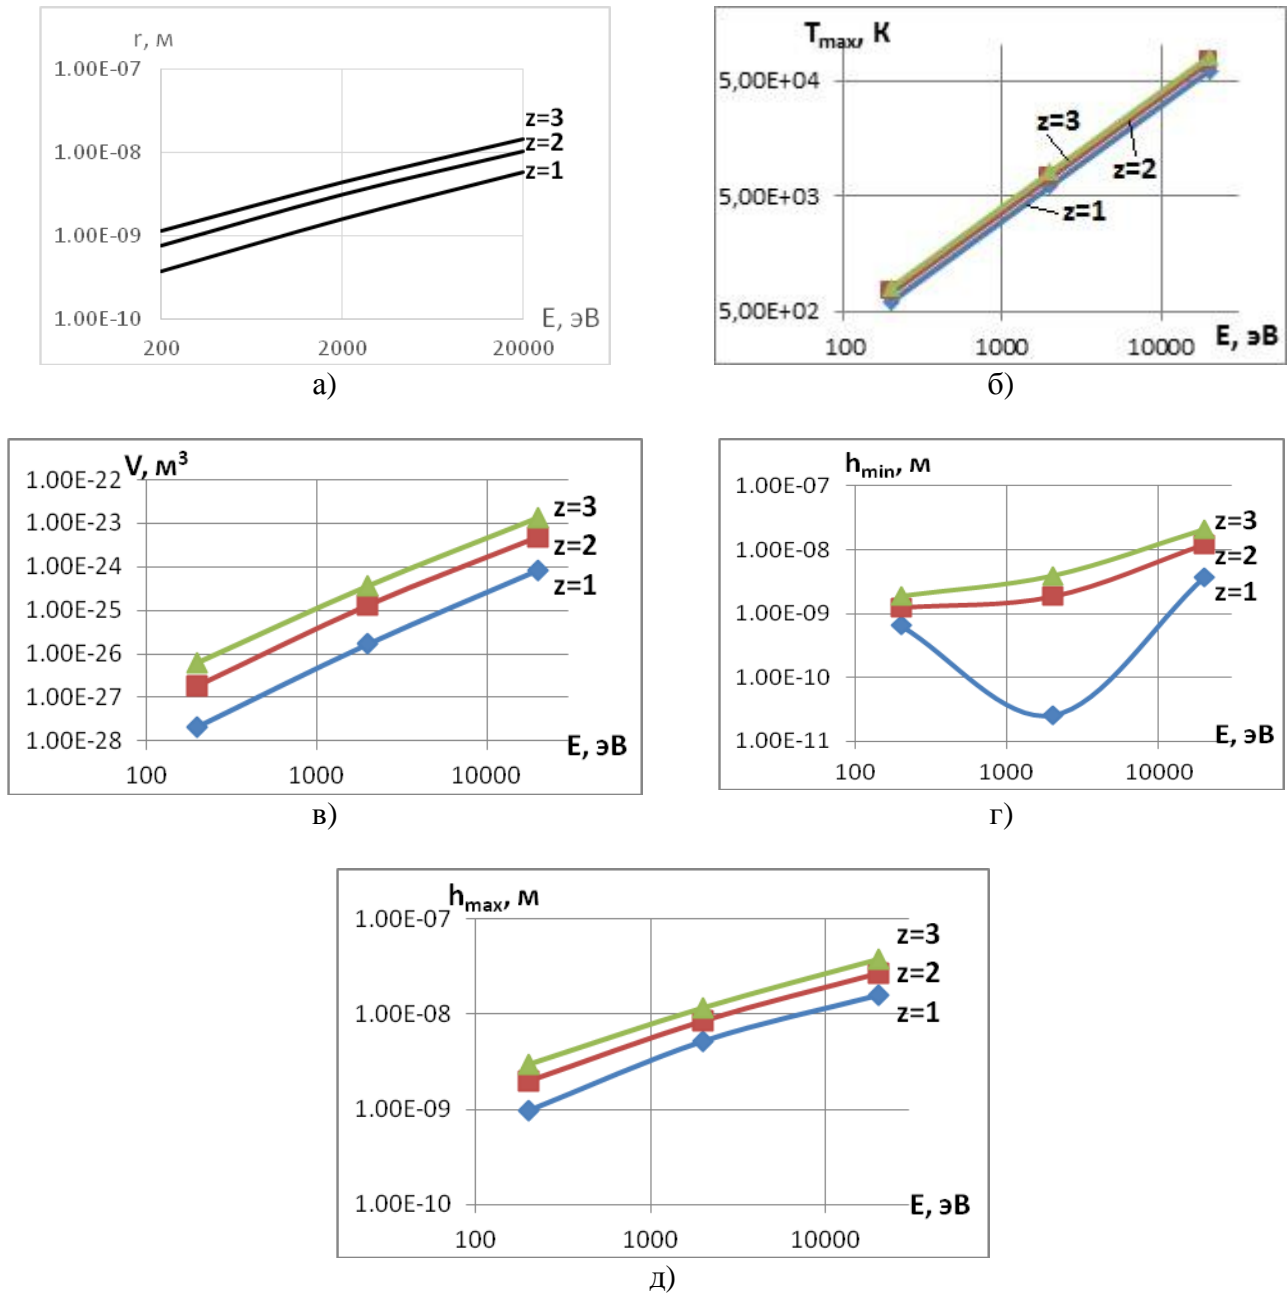 r, м
1.00E-07
z=3
z=2
1.00E-08
z=1
1.00E-09
1.00E-10
E, эВ
200 2000 20000
а)
Tmax, К
5,00E+04
z=3
z=2
5,00E+03
z=1
5,00E+02
100 1000 10000 E, эВ
б)
V, м³
1.00E-22
1.00E-23
z=3
z=2
1.00E-24
z=1
1.00E-25
1.00E-26
1.00E-27
1.00E-28
E, эВ
100 1000 10000
в)
hmin, м
1.00E-07
z=3
1.00E-08
z=2
z=1
1.00E-09
1.00E-10
1.00E-11
E, эВ
100 1000 10000
г)
hmax, м
1.00E-07
z=3
z=2
1.00E-08
z=1
1.00E-09
1.00E-10
E, эВ
100 1000 10000
д)